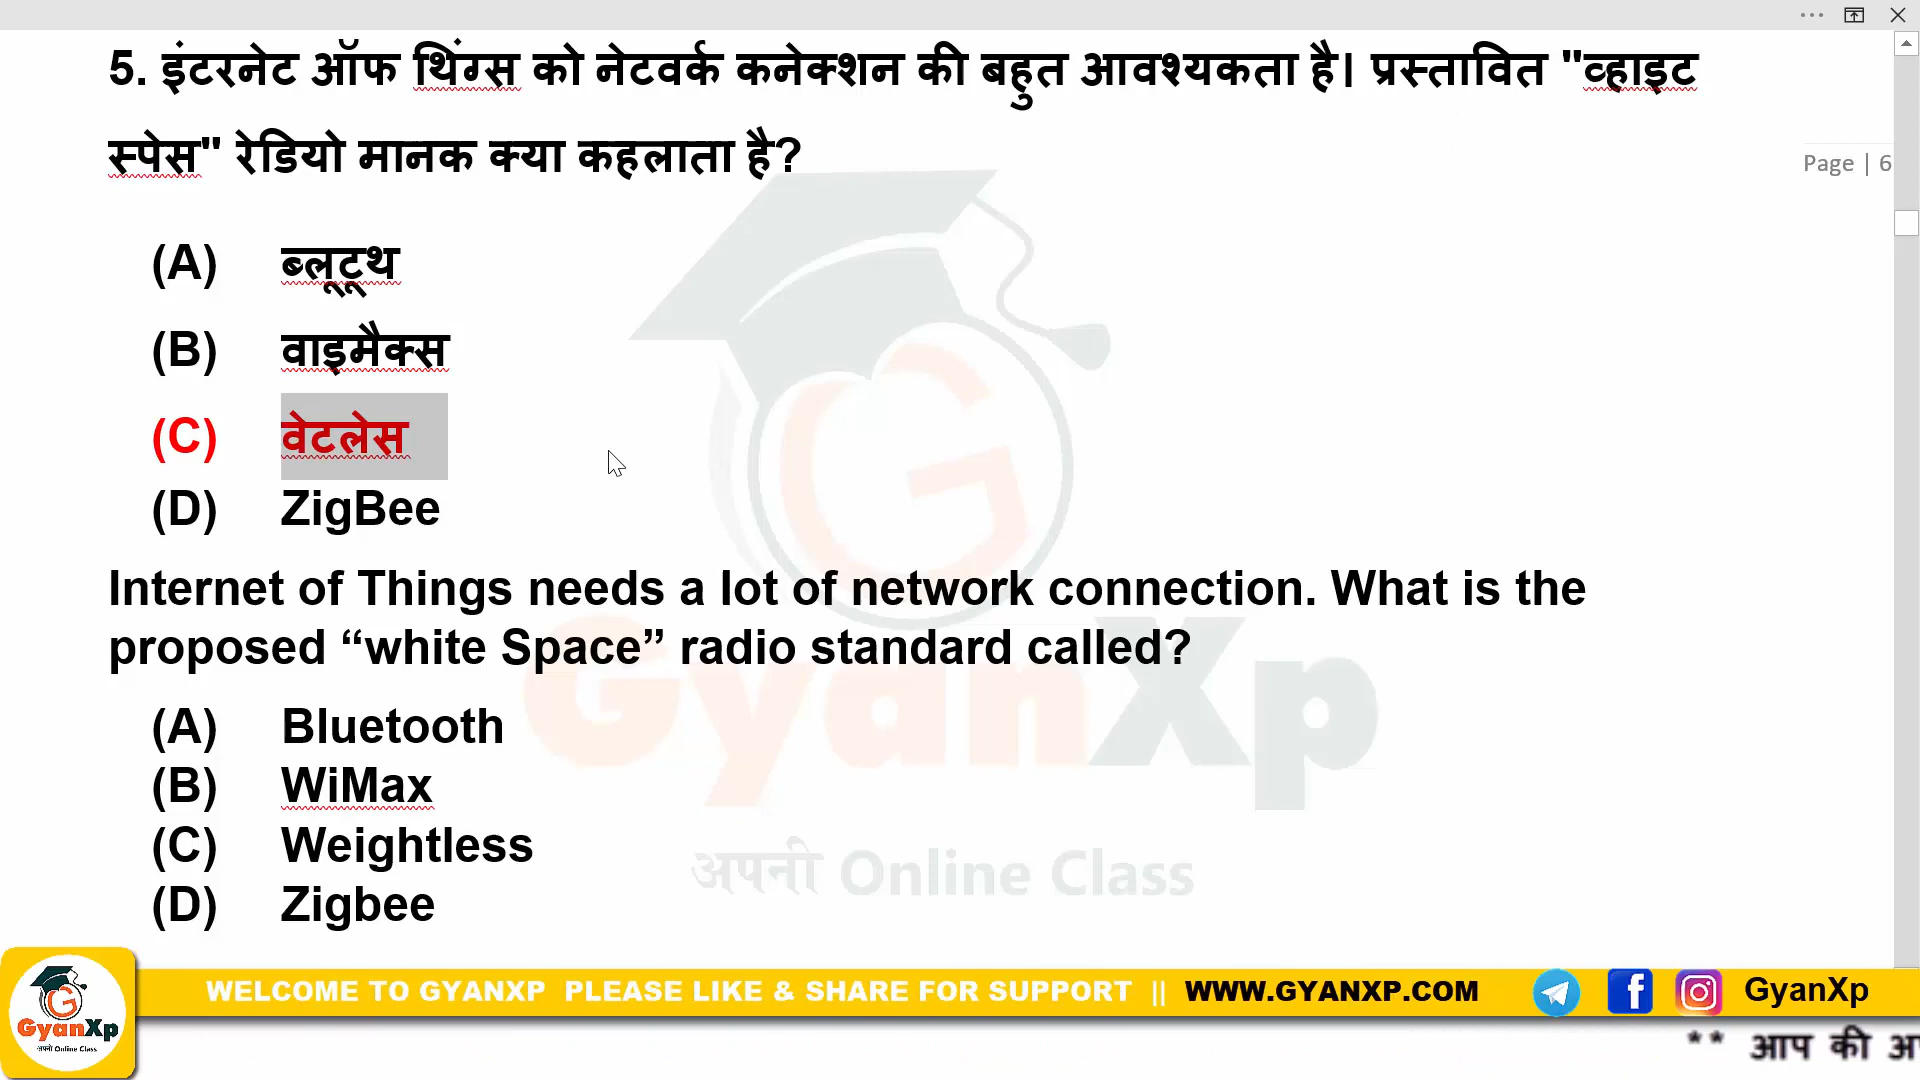 5. इंटरनेट ऑफ थिंग्स को नेटवर्क कनेक्शन की बहुत आवश्यकता है। प्रस्तावित "व्हाइट
स्पेस" रेडियो मानक क्या कहलाता है?
Page | 6
(A) ब्लूटूथ
(B) वाइमैक्स
(C) वेटलेस
(D) ZigBee
Internet of Things needs a lot of network connection. What is the
proposed “white Space” radio standard called?
(A) Bluetooth
(B) WiMax
(C) Weightless
(D) Zigbee
GyanXp
अपनी Online Class
WELCOME TO GYANXP PLEASE LIKE & SHARE FOR SUPPORT || WWW.GYANXP.COM GyanXp
GyanXp
अपनी Online Class
** आप की